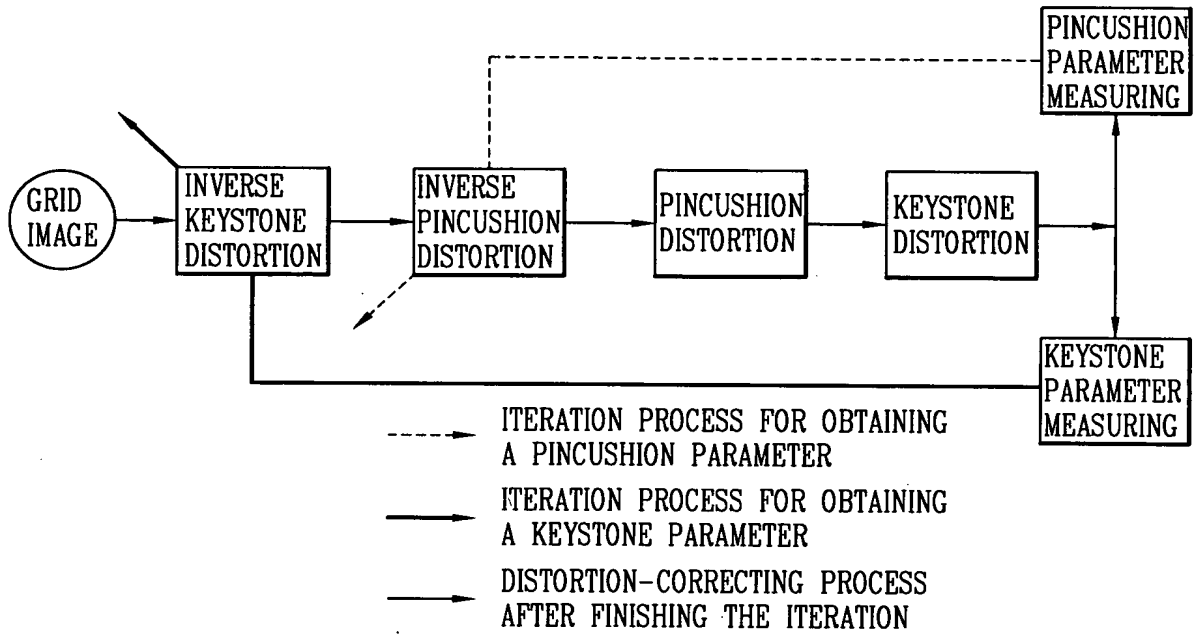 PINCUSHION
PARAMETER
MEASURING
GRID
IMAGE
INVERSE
KEYSTONE
DISTORTION
INVERSE
PINCUSHION
DISTORTION
PINCUSHION
DISTORTION
KEYSTONE
DISTORTION
KEYSTONE
PARAMETER
MEASURING
ITERATION PROCESS FOR OBTAINING
A PINCUSHION PARAMETER
ITERATION PROCESS FOR OBTAINING
A KEYSTONE PARAMETER
DISTORTION-CORRECTING PROCESS
AFTER FINISHING THE ITERATION